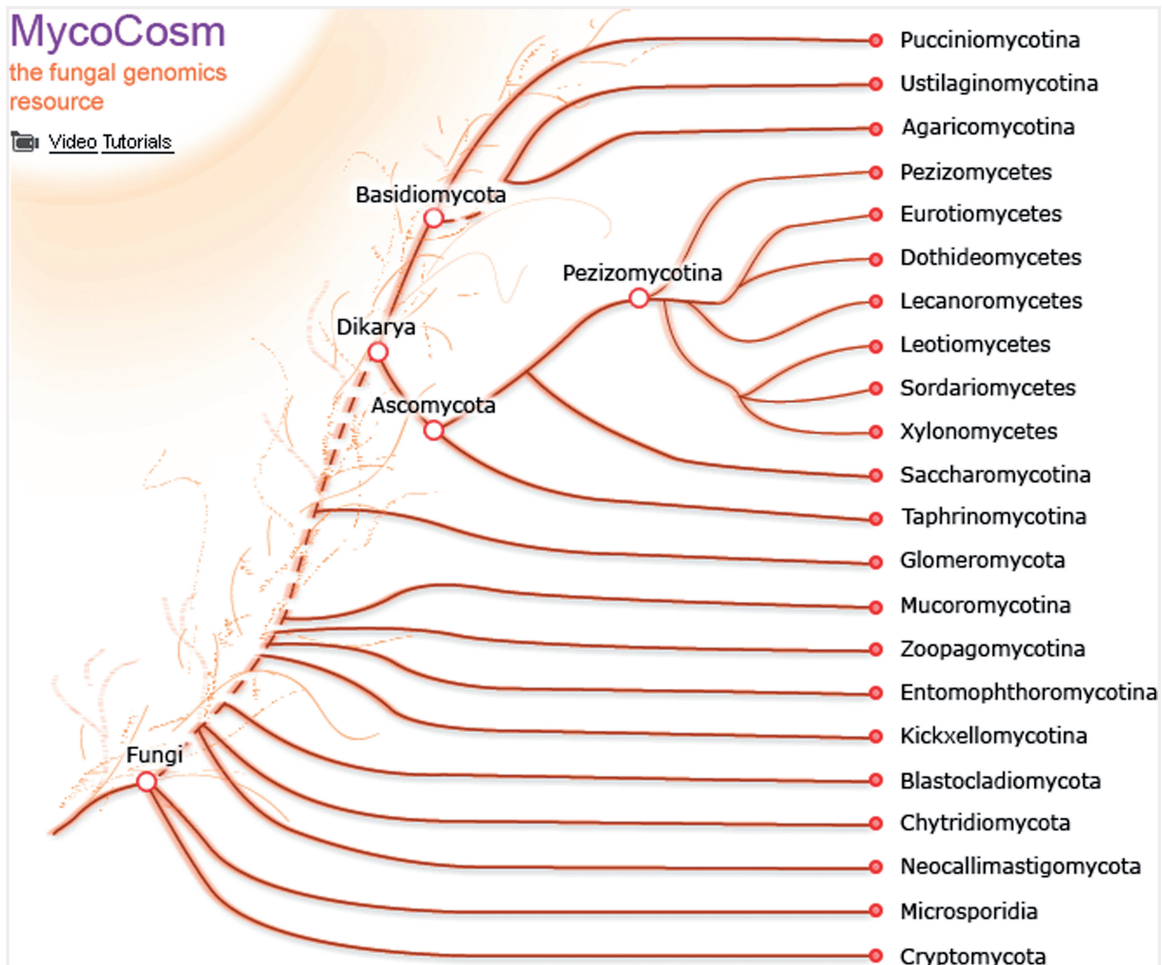 MycoCosm
the fungal genomics
resource
Video Tutorials
Pucciniomycotina
Ustilaginomycotina
Agaricomycotina
Pezizomycetes
Basidiomycota
Eurotiomycetes
Dothideomycetes
Pezizomycotina
Lecanoromycetes
Dikarya
Leotiomycetes
Sordariomycetes
Ascomycota
Xylonomycetes
Saccharomycotina
Taphrinomycotina
Glomeromycota
Mucoromycotina
Zoopagomycotina
Entomophthoromycotina
Kickxellomycotina
Fungi
Blastocladiomycota
Chytridiomycota
Neocallimastigomycota
Microsporidia
Cryptomycota